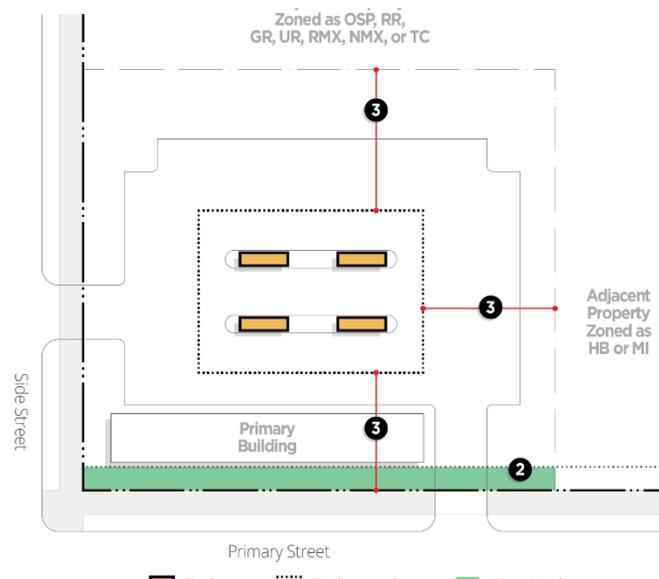 Zoned as OSP, RR,
GR, UR, RMX, NMX, or TC
3
3
Adjacent
Property
Zoned as
HB or MI
Side Street
3
Primary
Building
2
Primary Street